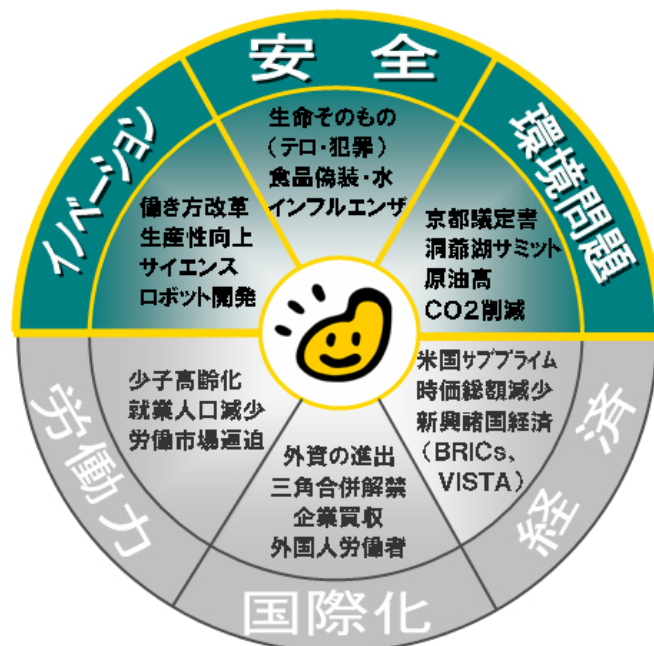 安 全
生命そのもの
(テロ・犯罪)
食品偽装・水
インフルエンザ
環境問題
京都議定書
洞爺湖サミット
原油高
CO2削減
経 済
米国サブプライム
時価総額減少
新興諸国経済
(BRICs、
VISTA)
国際化
外資の進出
三角合併解禁
企業買収
外国人労働者
労働力
少子高齢化
就業人口減少
労働市場逼迫
イノベーション
働き方改革
生産性向上
サイエンス
ロボット開発